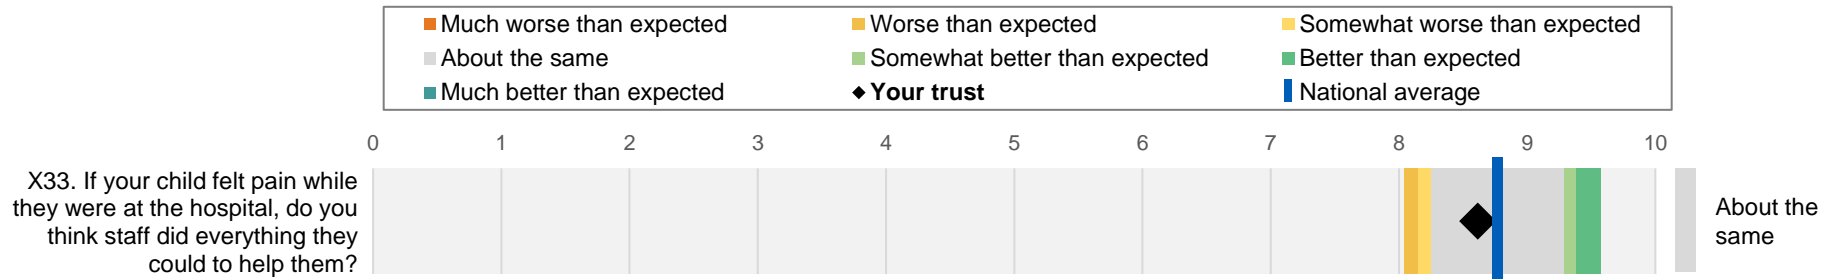 Much worse than expected
Worse than expected
Somewhat worse than expected
About the same
Somewhat better than expected
Better than expected
Much better than expected
Your trust
National average
0 1 2 3 4 5 6 7 8 9 10
X33. If your child felt pain while
they were at the hospital, do you
think staff did everything they
could to help them?
About the
same